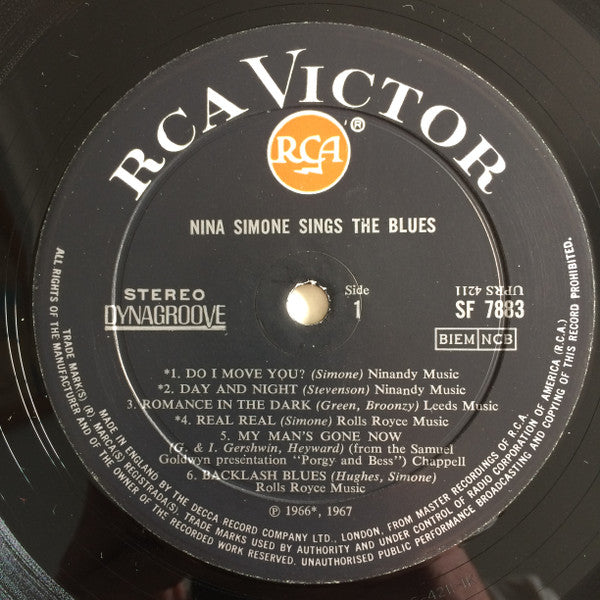 RCA VICTOR
RCA ®
NINA SIMONE SINGS THE BLUES
STEREO
DYNAGROOVE
Side
1
UPRS 4211
SF 7883
BIEM NCB
*1. DO I MOVE YOU? (Simone) Ninandy Music
*2. DAY AND NIGHT (Stevenson) Ninandy Music
3. ROMANCE IN THE DARK (Green, Broonzy) Leeds Music
*4. REAL REAL (Simone) Rolls Royce Music
5. MY MAN'S GONE NOW
(G. & I. Gershwin, Heyward) (from the Samuel
Goldwyn presentation "Porgy and Bess") Chappell
6. BACKLASH BLUES (Hughes, Simone)
Rolls Royce Music
℗ 1966*, 1967
ALL RIGHTS OF THE MANUFACTURER AND OF THE OWNER OF THE RECORDED WORK RESERVED. UNAUTHORISED PUBLIC PERFORMANCE BROADCASTING AND COPYING OF THIS RECORD PROHIBITED.
TRADE MARK(S) (R) MARCA(S) REGISTRADA(S). TRADE MARKS USED BY AUTHORITY AND UNDER CONTROL OF RADIO CORPORATION OF AMERICA (R.C.A.)
MADE IN ENGLAND BY THE DECCA RECORD COMPANY LTD., LONDON, FROM MASTER RECORDINGS OF R.C.A.